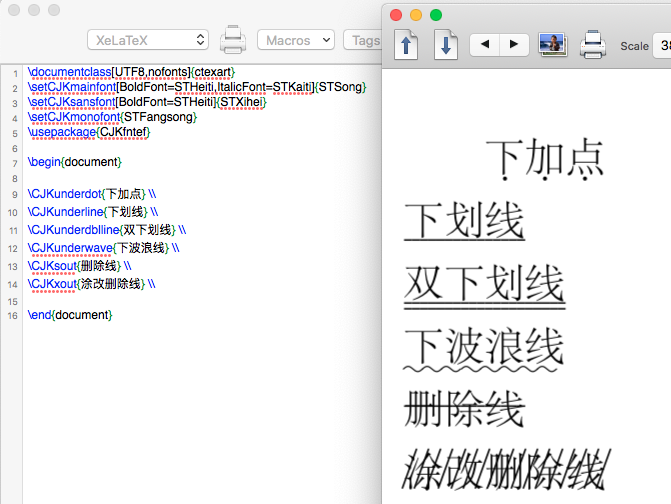 XeLaTeX
Macros
Tags
Scale
38
1 \documentclass[UTF8,nofonts]{ctexart}
2 \setCJKmainfont[BoldFont=STHeiti,ItalicFont=STKaiti]{STSong}
3 \setCJKsansfont[BoldFont=STHeiti]{STXihei}
4 \setCJKmonofont{STFangsong}
5 \usepackage{CJKfntef}
6
7 \begin{document}
8
9 \CJKunderdot{下加点} \\
10 \CJKunderline{下划线} \\
11 \CJKunderdblline{双下划线} \\
12 \CJKunderwave{下波浪线} \\
13 \CJKsout{删除线} \\
14 \CJKxout{涂改删除线} \\
15
16 \end{document}
下加点
下划线
双下划线
下波浪线
删除线
涂改删除线